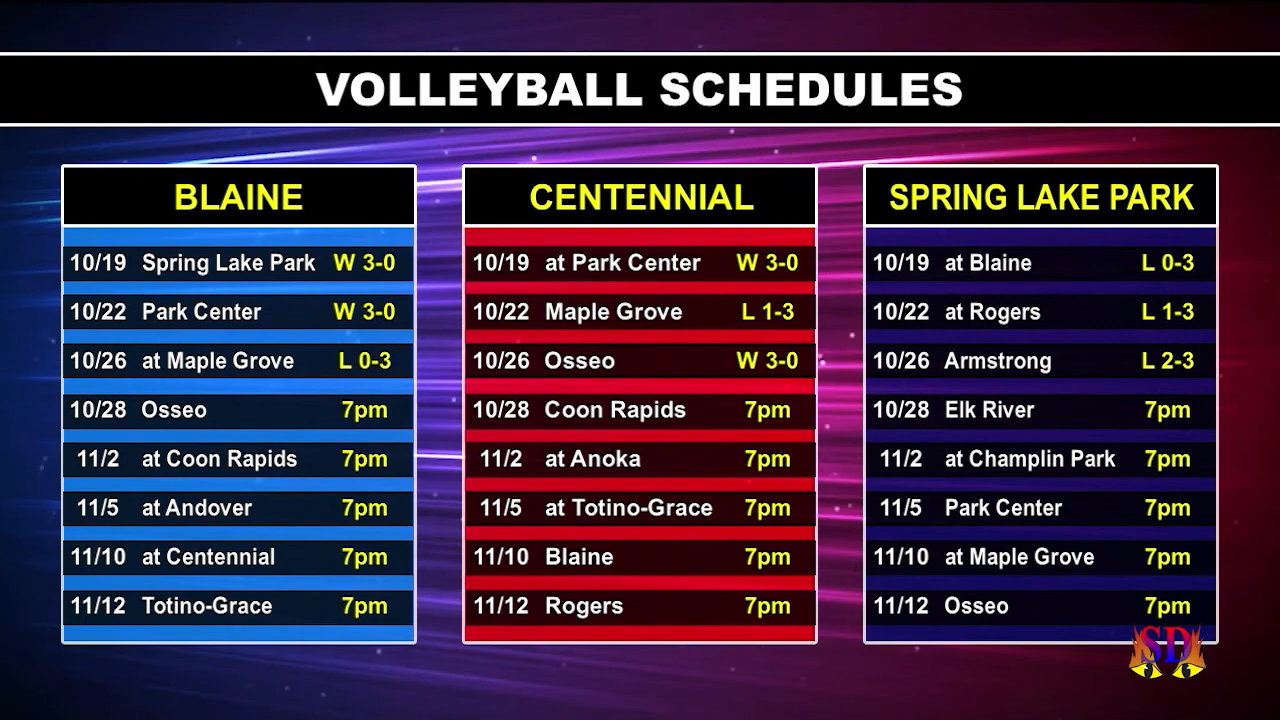 VOLLEYBALL SCHEDULES
BLAINE
10/19 Spring Lake Park W 3-0
10/22 Park Center W 3-0
10/26 at Maple Grove L 0-3
10/28 Osseo 7pm
11/2 at Coon Rapids 7pm
11/5 at Andover 7pm
11/10 at Centennial 7pm
11/12 Totino-Grace 7pm
CENTENNIAL
10/19 at Park Center W 3-0
10/22 Maple Grove L 1-3
10/26 Osseo W 3-0
10/28 Coon Rapids 7pm
11/2 at Anoka 7pm
11/5 at Totino-Grace 7pm
11/10 Blaine 7pm
11/12 Rogers 7pm
SPRING LAKE PARK
10/19 at Blaine L 0-3
10/22 at Rogers L 1-3
10/26 Armstrong L 2-3
10/28 Elk River 7pm
11/2 at Champlin Park 7pm
11/5 Park Center 7pm
11/10 at Maple Grove 7pm
11/12 Osseo 7pm
SD